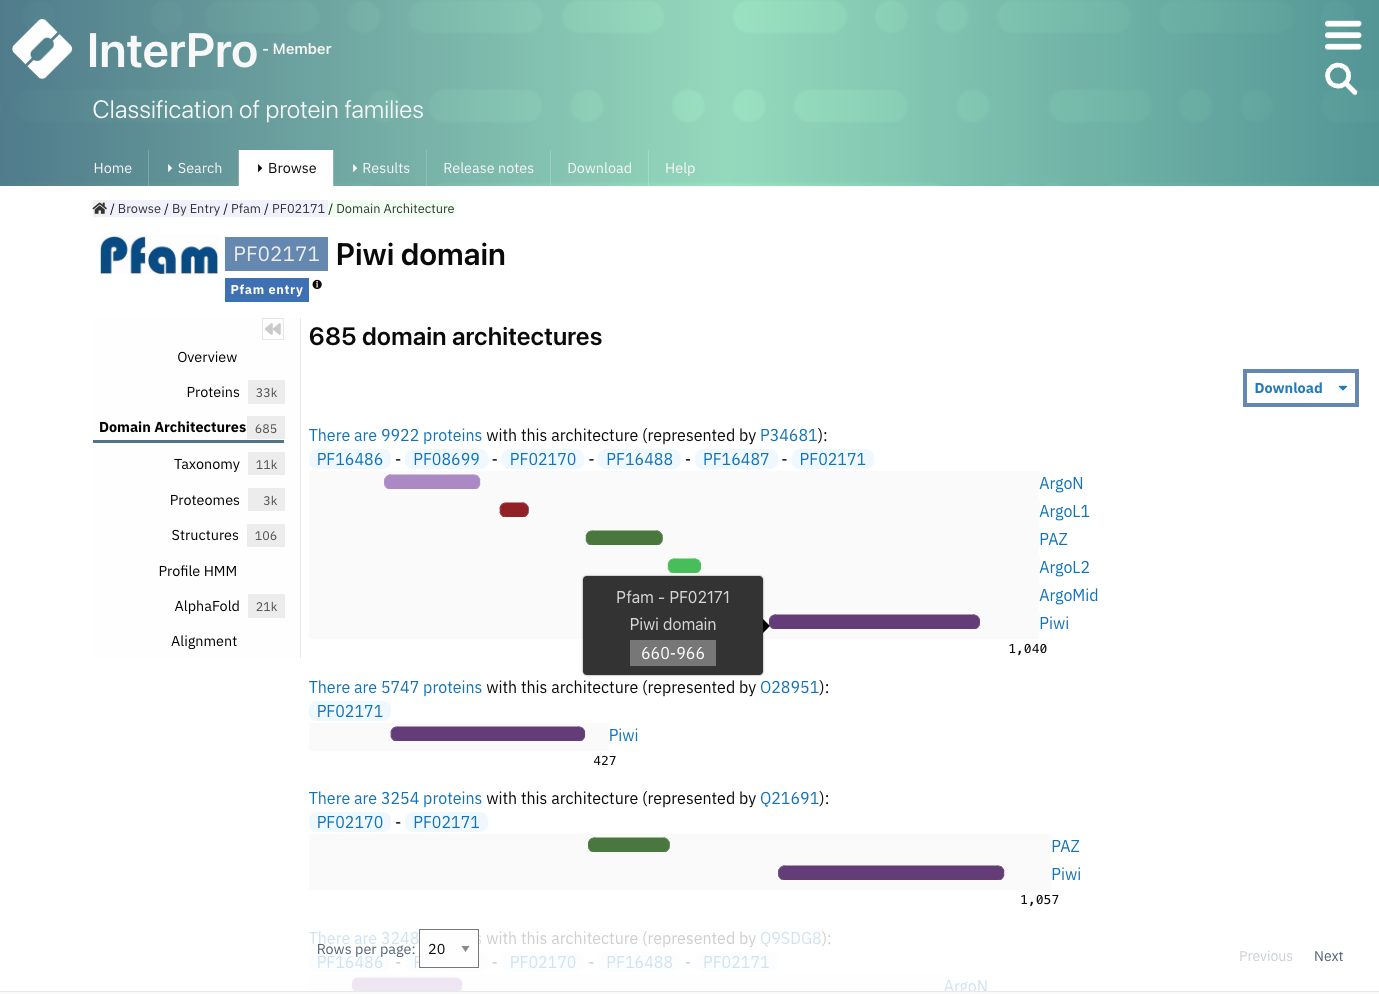 InterPro - Member
Classification of protein families
Home Search Browse Results Release notes Download Help
/ Browse / By Entry / Pfam / PF02171 / Domain Architecture
Pfam PF02171 Piwi domain
Pfam entry
685 domain architectures
Overview
Proteins 33k
Domain Architectures 685
Taxonomy 11k
Proteomes 3k
Structures 106
Profile HMM
AlphaFold 21k
Alignment
Download
There are 9922 proteins with this architecture (represented by P34681):
PF16486 - PF08699 - PF02170 - PF16488 - PF16487 - PF02171
ArgoN
ArgoL1
PAZ
ArgoL2
ArgoMid
Piwi
1,040
Pfam - PF02171
Piwi domain
660-966
There are 5747 proteins with this architecture (represented by O28951):
PF02171
Piwi
427
There are 3254 proteins with this architecture (represented by Q21691):
PF02170 - PF02171
PAZ
Piwi
1,057
There are 3248 with this architecture (represented by Q9SDG8):
PF16486 - - PF02170 - PF16488 - PF02171
ArgoN
Rows per page: 20
Previous Next